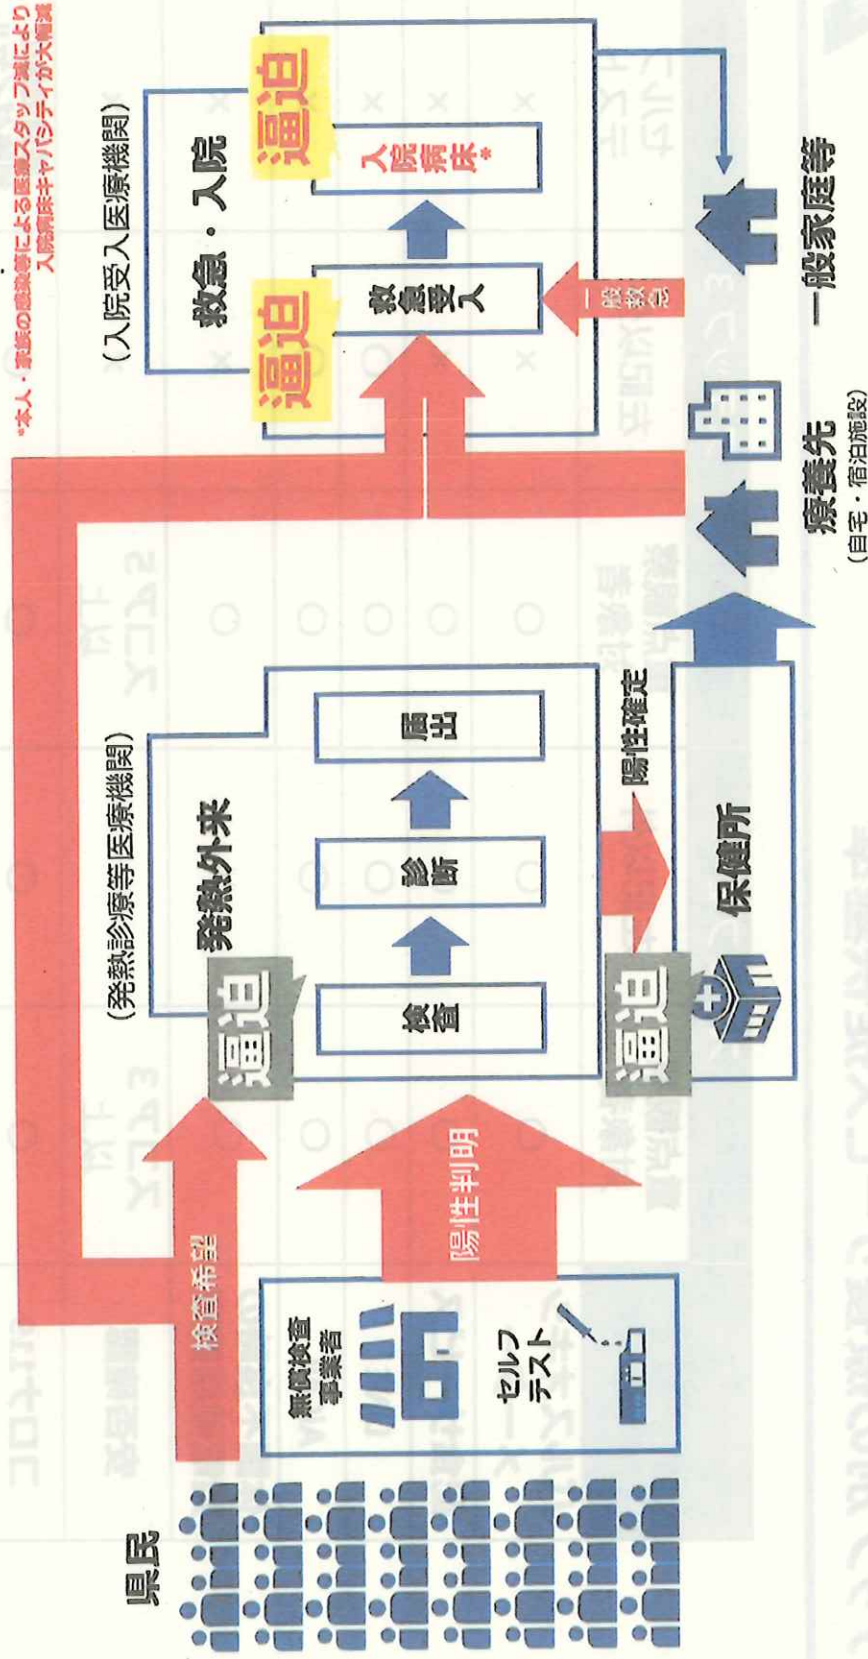 *本人・家族の感染等による医療スタッフ減により
入院病床キャパシティが大幅減
県民
検査希望
無償検査
事業者
セルフ
テスト
陽性判明
(発熱診療等医療機関)
発熱外来
逼迫
検査
診断
届出
陽性確定
逼迫
保健所
(入院受入医療機関)
救急・入院
逼迫
救急受入
逼迫
入院病床*
一般救急
療養先
(自宅・宿泊施設)
一般家庭等